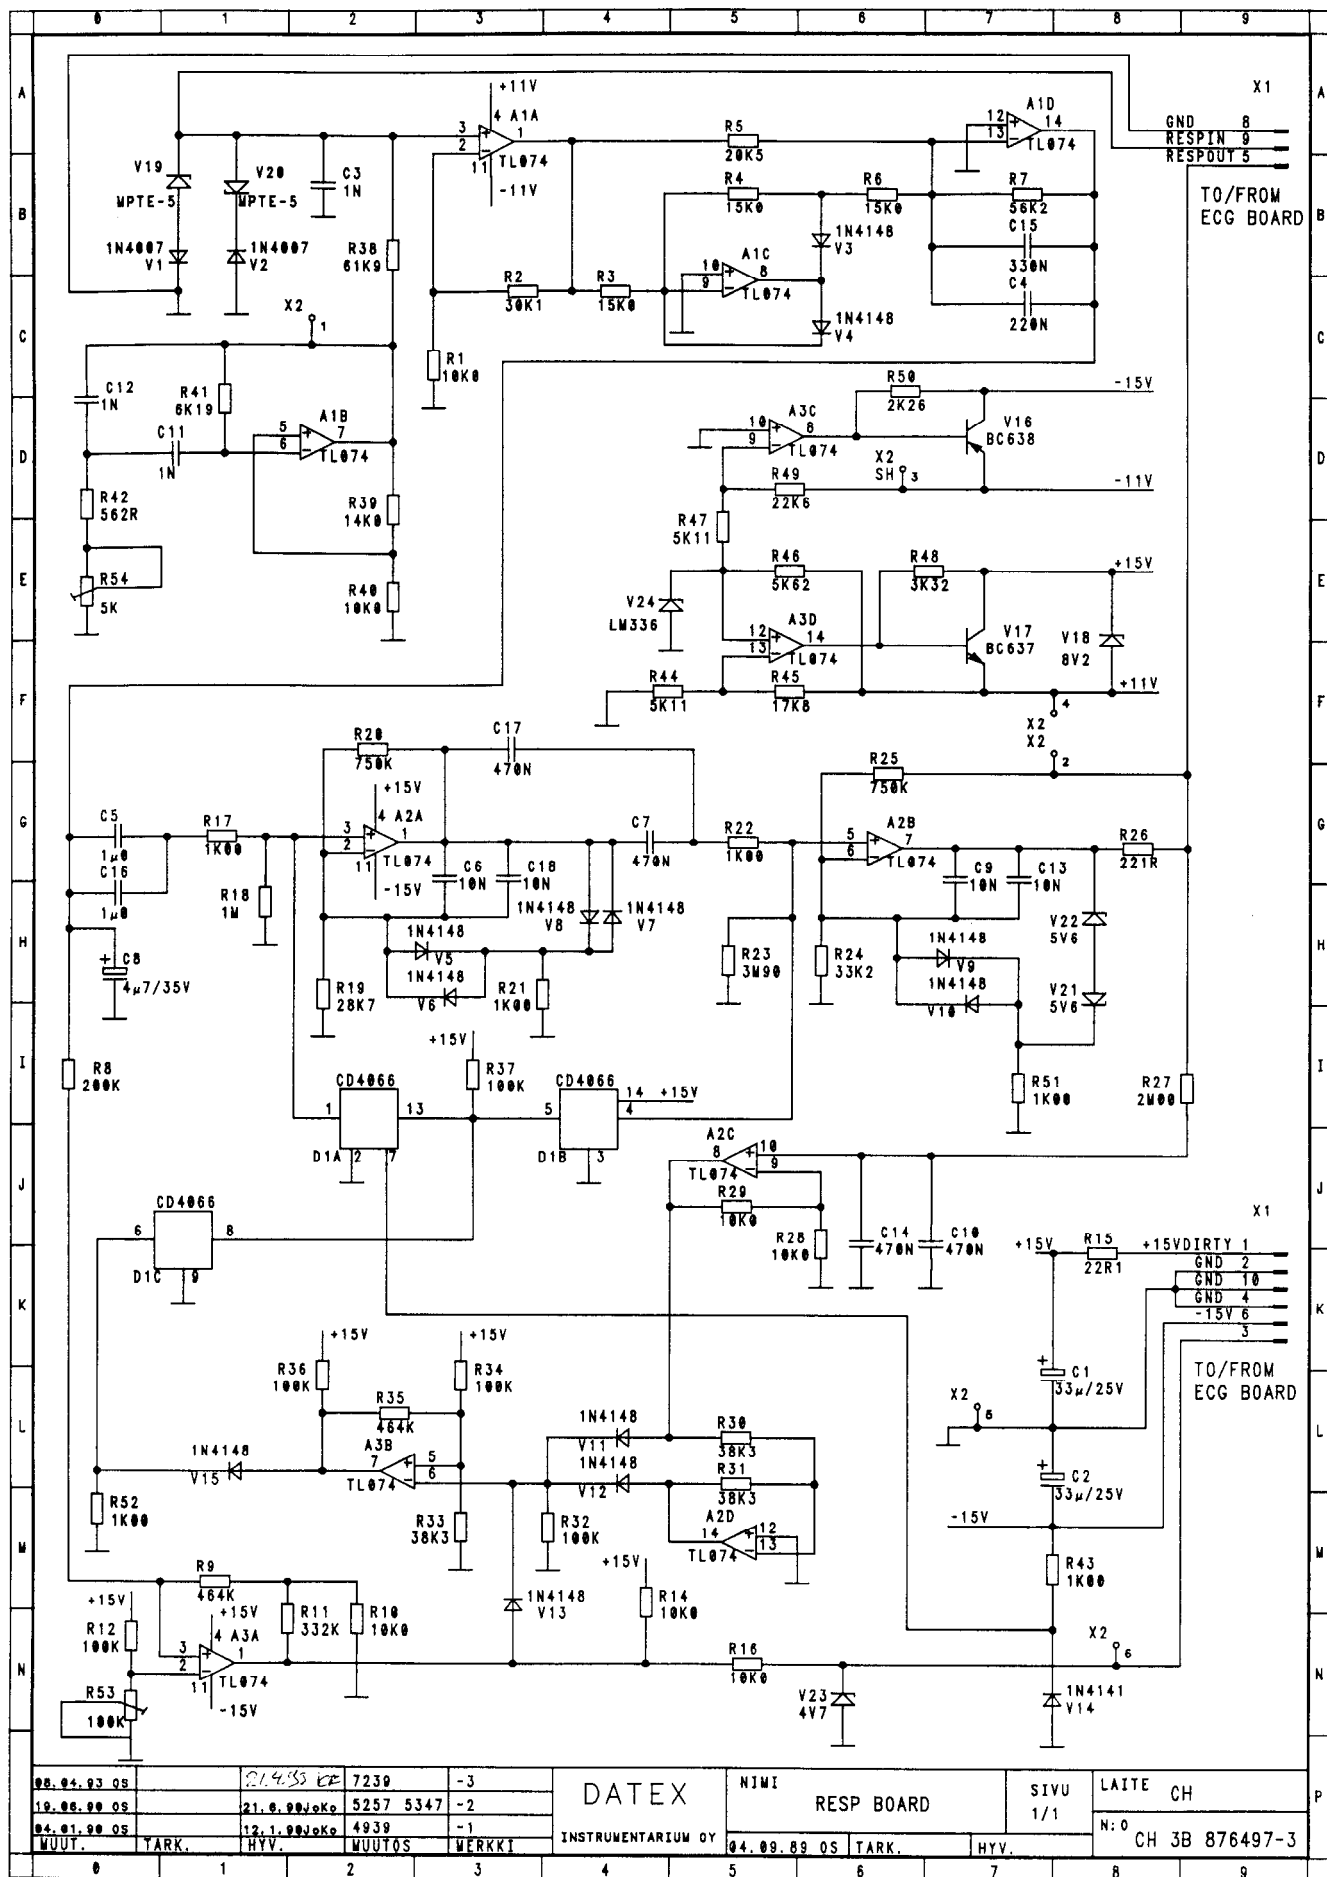 0 1 2 3 4 5 6 7 8 9
A
+11V
4 A1A
3
2
1
TL074
11
-11V
R5
20K5
A1D
12
13
14
TL074
X1
GND 8
RESPIN 9
RESPOUT 5
TO/FROM
ECG BOARD
A
B
V19
MPTE-5
V20
MPTE-5
C3
1N
1N4007
V1
1N4007
V2
R38
61K9
R4
15K0
R6
15K0
R7
56K2
C15
330N
C4
220N
1N4148
V3
A1C
10
9
8
TL074
1N4148
V4
R2
30K1
R3
15K0
B
C
X2
1
R1
10K0
C12
1N
R41
6K19
C11
1N
A1B
5
6
7
TL074
C
D
R50
2K26
-15V
A3C
10
9
8
TL074
V16
BC638
X2
SH 3
R49
22K6
-11V
R42
562R
R39
14K0
D
E
R47
5K11
R54
5K
R40
10K0
R46
5K62
R48
3K32
+15V
V24
LM336
A3D
12
13
14
TL074
V17
BC637
V18
8V2
E
F
R44
5K11
R45
17K8
+11V
4
X2
X2
2
R20
750K
C17
470N
R25
750K
F
G
C5
1µ0
R17
1K00
+15V
4 A2A
3
2
1
TL074
11
-15V
C7
470N
R22
1K00
A2B
5
6
7
TL074
R26
221R
C16
1µ0
R18
1M
C6
10N
C18
10N
C9
10N
C13
10N
G
H
1N4148
V8
1N4148
V7
1N4148
V5
1N4148
V6
R21
1K00
R19
28K7
R23
3M90
R24
33K2
1N4148
V9
1N4148
V10
V22
5V6
V21
5V6
+
C8
4µ7/35V
H
I
R8
200K
+15V
R37
100K
CD4066
1
13
D1A 2
7
CD4066
14 +15V
5
4
D1B 3
R51
1K00
R27
2M00
I
J
A2C
8
10
9
TL074
R29
10K0
R28
10K0
C14
470N
C10
470N
CD4066
6
8
D1C 9
X1
J
K
+15V
R15
22R1
+15VDIRTY 1
GND 2
GND 10
GND 4
-15V 6
3
TO/FROM
ECG BOARD
K
L
+15V
R36
100K
+15V
R34
100K
R35
464K
A3B
7
5
6
TL074
1N4148
V15
1N4148
V11
1N4148
V12
R30
38K3
R31
38K3
+
C1
33µ/25V
X2
5
+
C2
33µ/25V
L
M
R52
1K00
R33
38K3
R32
100K
A2D
14
12
13
TL074
-15V
R43
1K00
R9
464K
M
N
+15V
R12
100K
+15V
4 A3A
3
2
1
TL074
11
-15V
R11
332K
R10
10K0
1N4148
V13
+15V
R14
10K0
R16
10K0
X2
6
V23
4V7
1N4141
V14
R53
100K
N
P
08.04.93 OS 7239 -3
19.06.90 OS 21.6.90JoKo 5257 5347 -2
04.01.90 OS 12.1.90JoKo 4939 -1
MUUT. TARK. HYV. MUUTOS MERKKI
DATEX
INSTRUMENTARIUM OY
NIMI
RESP BOARD
04.09.89 OS TARK. HYV.
SIVU
1/1
LAITE CH
N:O
CH 3B 876497-3
P
0 1 2 3 4 5 6 7 8 9